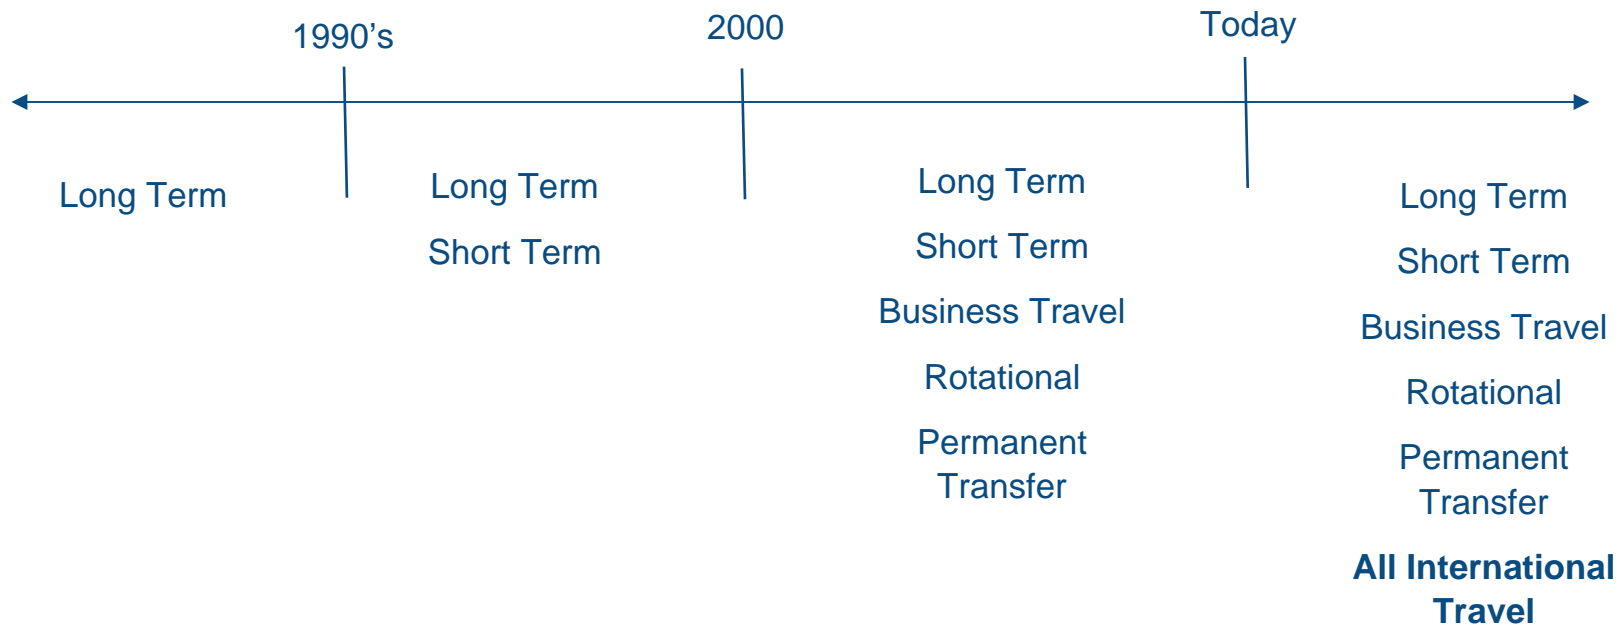 1990’s
2000
Today
Long Term
Long Term
Short Term
Long Term
Short Term
Business Travel
Rotational
Permanent
Transfer
Long Term
Short Term
Business Travel
Rotational
Permanent
Transfer
All International
Travel